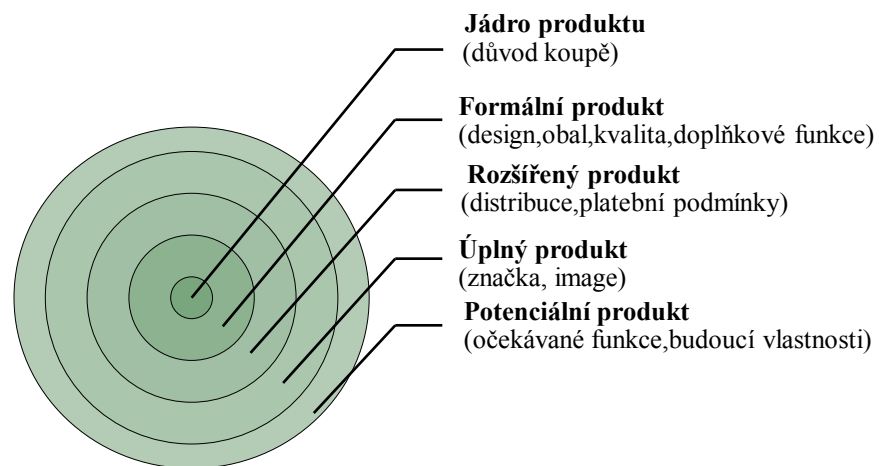 Jádro produktu
(důvod koupě)
Formální produkt
(design,obal,kvalita,doplňkové funkce)
Rozšířený produkt
(distribuce,platební podmínky)
Úplný produkt
(značka, image)
Potenciální produkt
(očekávané funkce,budoucí vlastnosti)